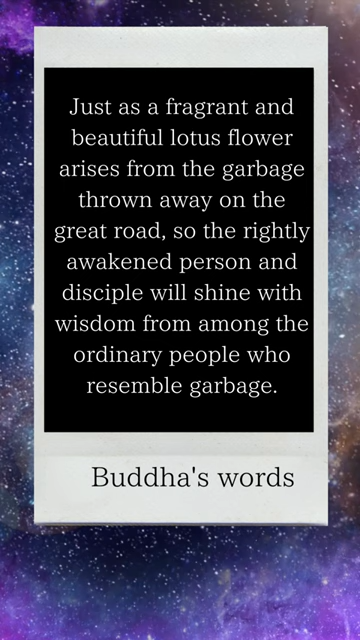 Just as a fragrant and
beautiful lotus flower
arises from the garbage
thrown away on the
great road, so the rightly
awakened person and
disciple will shine with
wisdom from among the
ordinary people who
resemble garbage.
Buddha's words